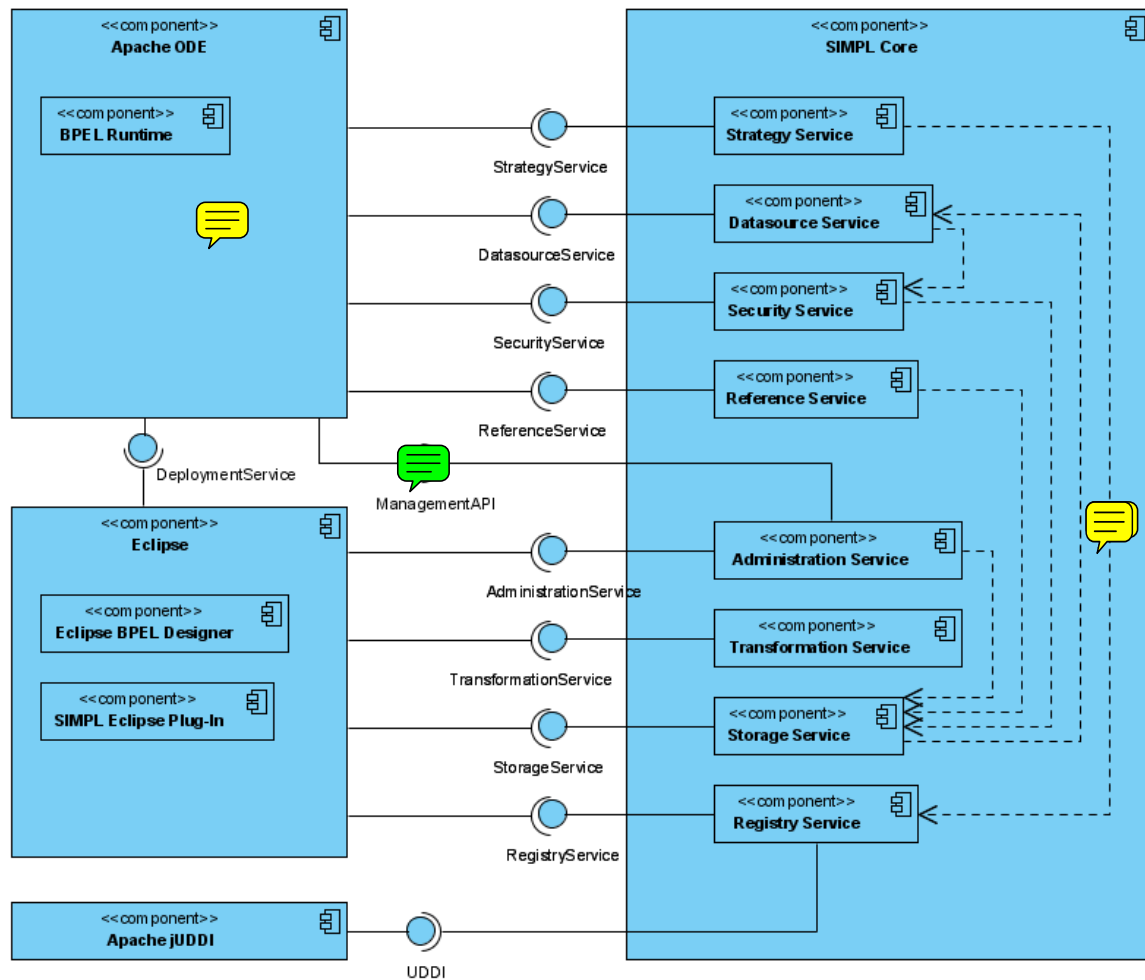 <<component>>
Apache ODE
<<component>>
BPEL Runtime
<<component>>
SIMPL Core
<<component>>
Strategy Service
StrategyService
<<component>>
Datasource Service
DatasourceService
<<component>>
Security Service
SecurityService
<<component>>
Reference Service
ReferenceService
DeploymentService
ManagementAPI
<<component>>
Eclipse
<<component>>
Administration Service
AdministrationService
<<component>>
Eclipse BPEL Designer
<<component>>
Transformation Service
TransformationService
<<component>>
SIMPL Eclipse Plug-In
<<component>>
Storage Service
StorageService
<<component>>
Registry Service
RegistryService
<<component>>
Apache jUDDI
UDDI